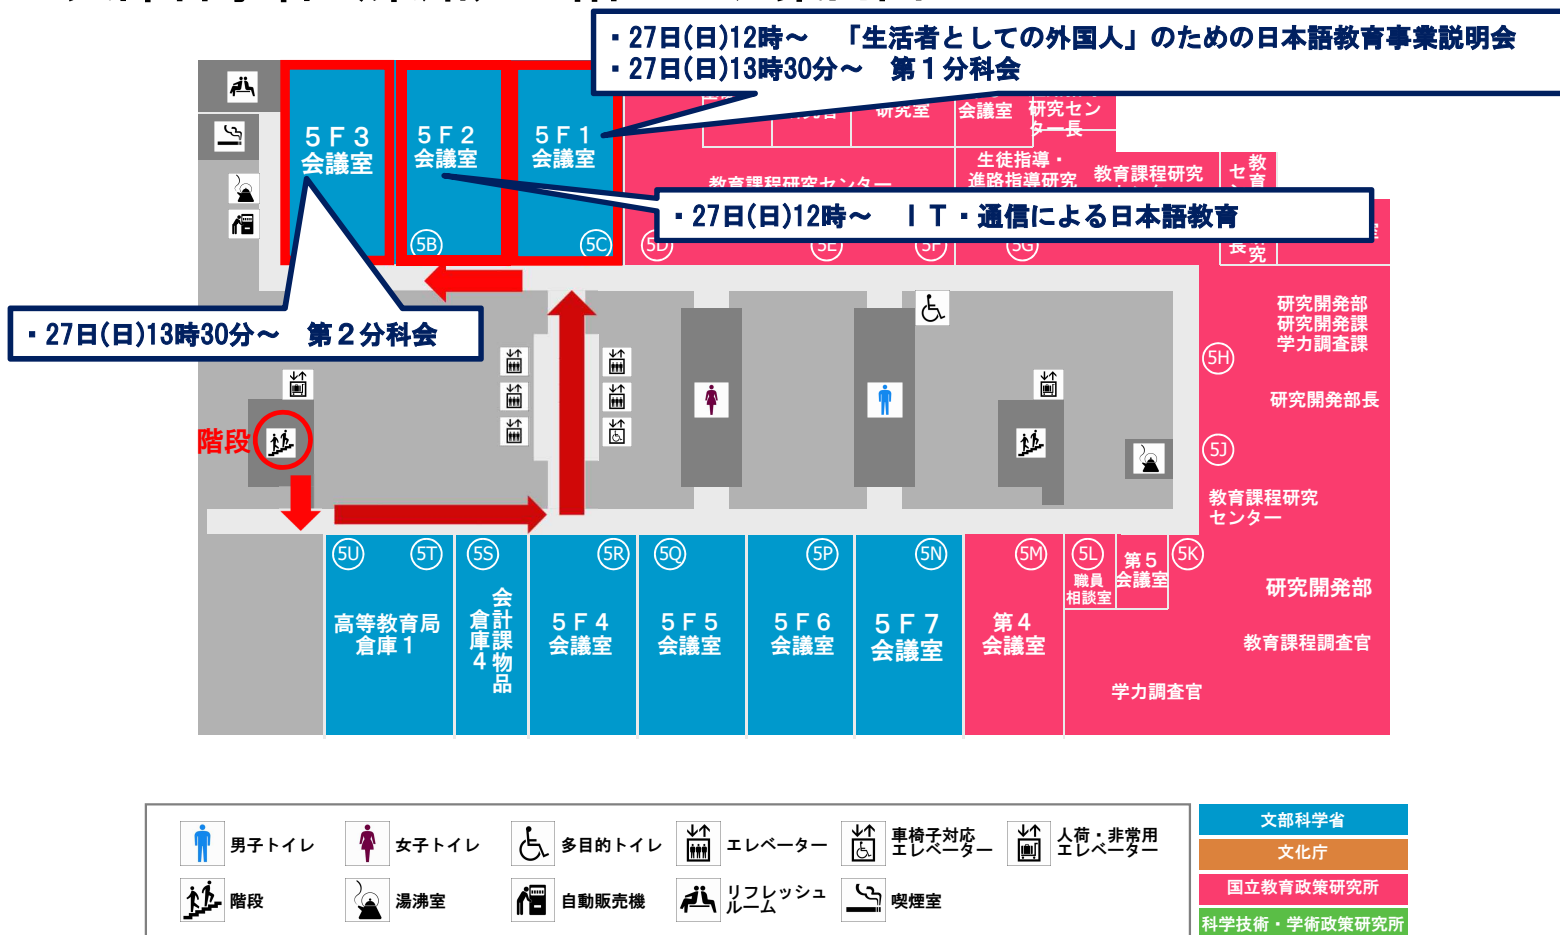 ・27日(日)12時～　「生活者としての外国人」のための日本語教育事業説明会
・27日(日)13時30分～　第１分科会
５Ｆ３
会議室
５Ｆ２
会議室
５Ｆ１
会議室
研究室
会議室
研究セン
ター長
生徒指導・
進路指導研究
教育課程研究センター
教育課程研究
・27日(日)12時～　ＩＴ・通信による日本語教育
5B
5C
5D
5E
5F
5G
・27日(日)13時30分～　第２分科会
研究開発部
研究開発課
学力調査課
5H
研究開発部長
階段
5J
教育課程研究
センター
5U
5T
5S
5R
5Q
5P
5N
5M
5L
5K
職員
相談室
第５
会議室
高等教育局
倉庫１
会計課物品
倉庫４
５Ｆ４
会議室
５Ｆ５
会議室
５Ｆ６
会議室
５Ｆ７
会議室
第４
会議室
研究開発部
教育課程調査官
学力調査官
男子トイレ
女子トイレ
多目的トイレ
エレベーター
車椅子対応
エレベーター
人荷・非常用
エレベーター
階段
湯沸室
自動販売機
リフレッシュ
ルーム
喫煙室
文部科学省
文化庁
国立教育政策研究所
科学技術・学術政策研究所